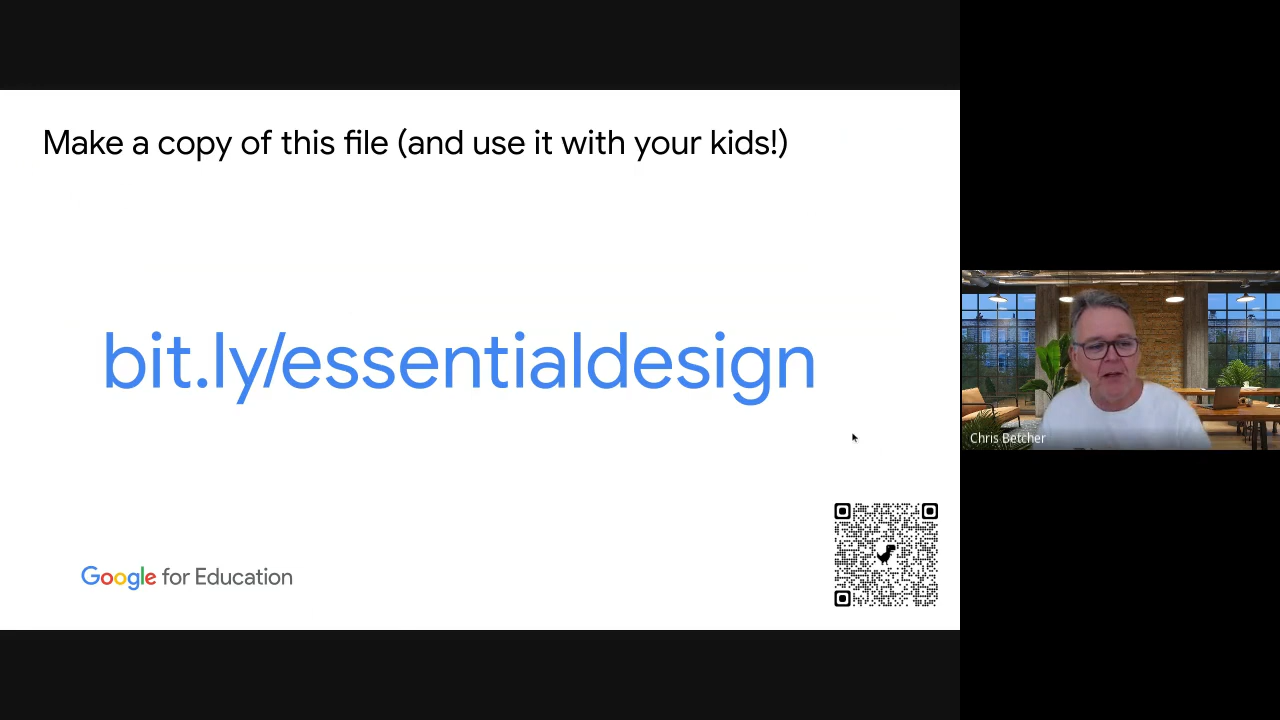 Make a copy of this file (and use it with your kids!)
bit.ly/essentialdesign
Google for Education
Chris Betcher